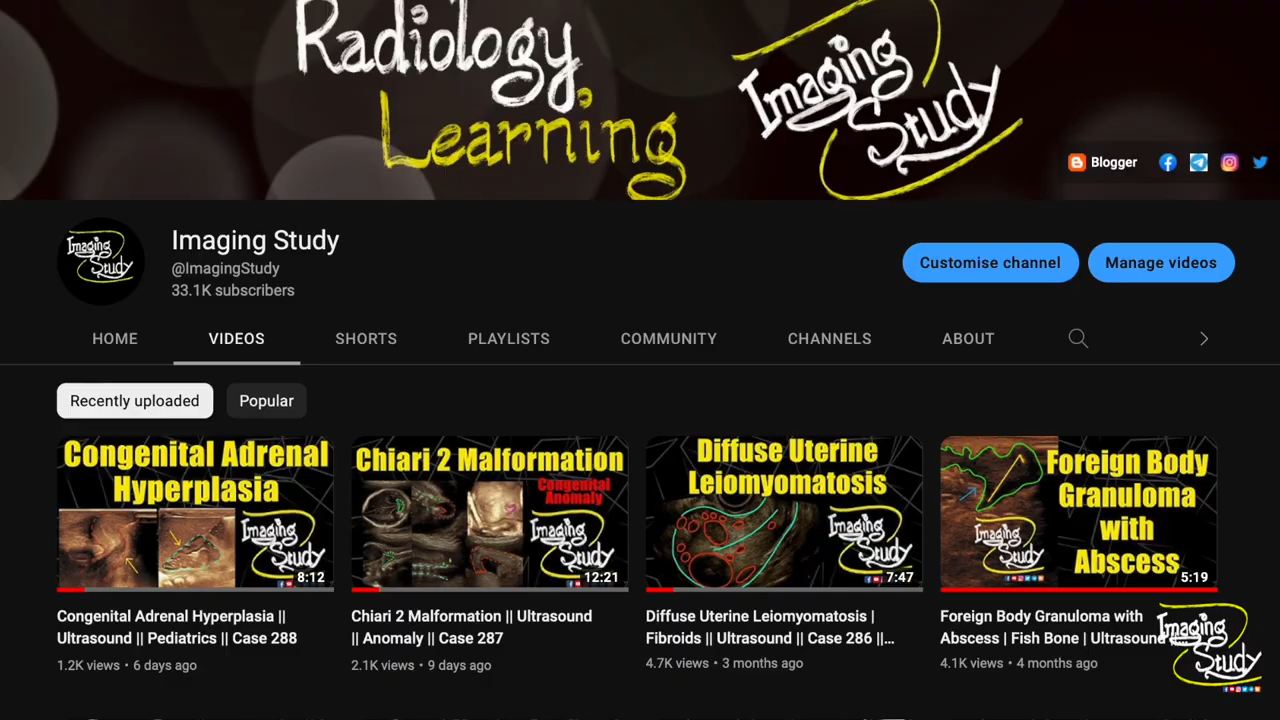 Radiology
Learning
Imaging
Study
Blogger
Imaging
Study
Imaging Study
@ImagingStudy
33.1K subscribers
Customise channel
Manage videos
HOME
VIDEOS
SHORTS
PLAYLISTS
COMMUNITY
CHANNELS
ABOUT
Recently uploaded
Popular
Congenital Adrenal
Hyperplasia
Imaging
Study
8:12
Chiari 2 Malformation
Congenital
Anomaly
Imaging
Study
12:21
Diffuse Uterine
Leiomyomatosis
Imaging
Study
7:47
Foreign Body
Granuloma
with
Abscess
Imaging
Study
5:19
Congenital Adrenal Hyperplasia ||
Ultrasound || Pediatrics || Case 288
1.2K views • 6 days ago
Chiari 2 Malformation || Ultrasound
|| Anomaly || Case 287
2.1K views • 9 days ago
Diffuse Uterine Leiomyomatosis |
Fibroids || Ultrasound || Case 286 ||...
4.7K views • 3 months ago
Foreign Body Granuloma with
Abscess | Fish Bone | Ultrasound
4.1K views • 4 months ago
Imaging
Study